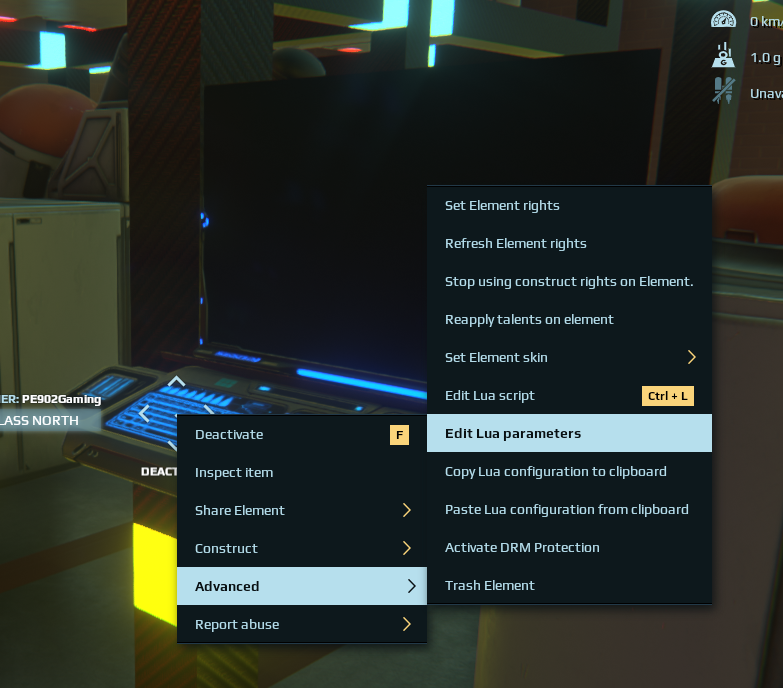 0 km/
1.0 g
Unava
Set Element rights
Refresh Element rights
Stop using construct rights on Element.
Reapply talents on element
Set Element skin
Edit Lua script Ctrl + L
Edit Lua parameters
Copy Lua configuration to clipboard
Paste Lua configuration from clipboard
Activate DRM Protection
Trash Element
ER: PE902Gaming
LASS NORTH
DEACT
Deactivate F
Inspect item
Share Element
Construct
Advanced
Report abuse